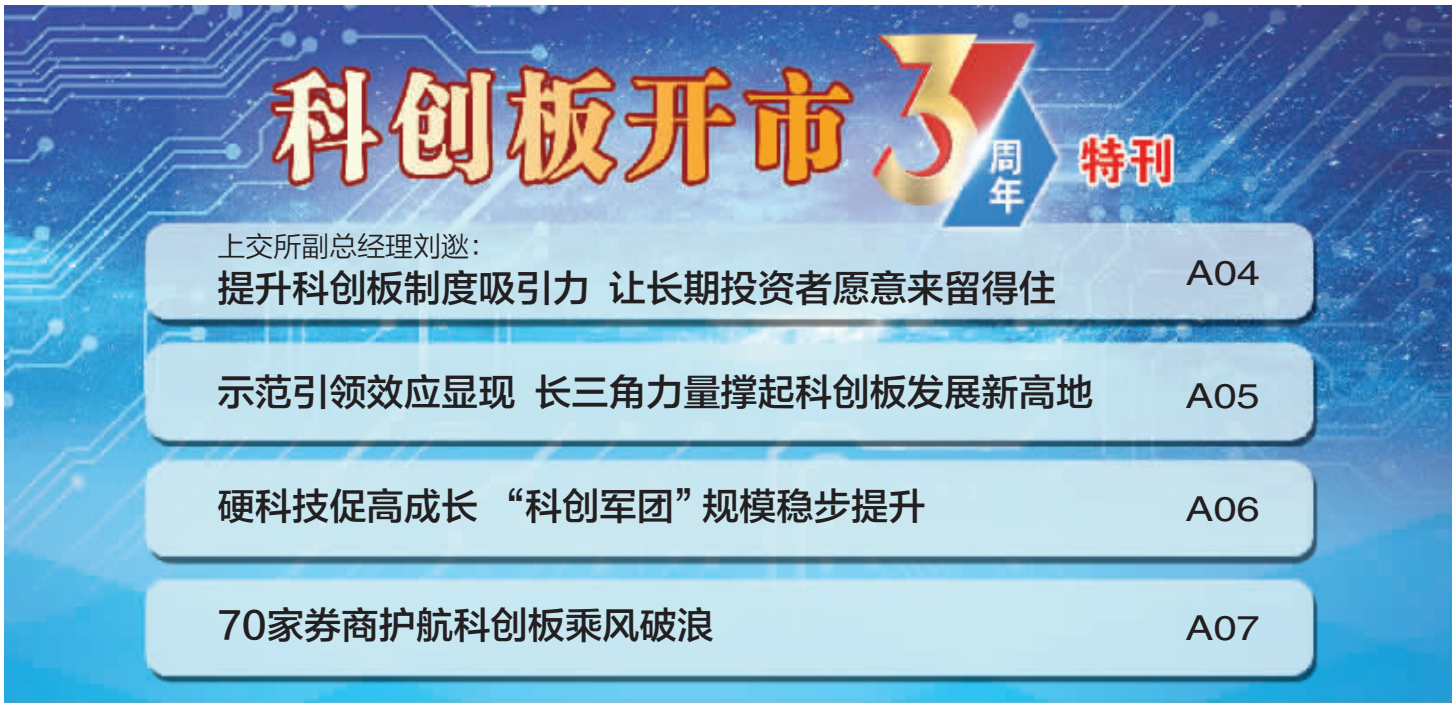 科创板开市3周年特刊
上交所副总经理刘逖：
提升科创板制度吸引力 让长期投资者愿意来留得住 A04
示范引领效应显现 长三角力量撑起科创板发展新高地 A05
硬科技促高成长 “科创军团”规模稳步提升 A06
70家券商护航科创板乘风破浪 A07